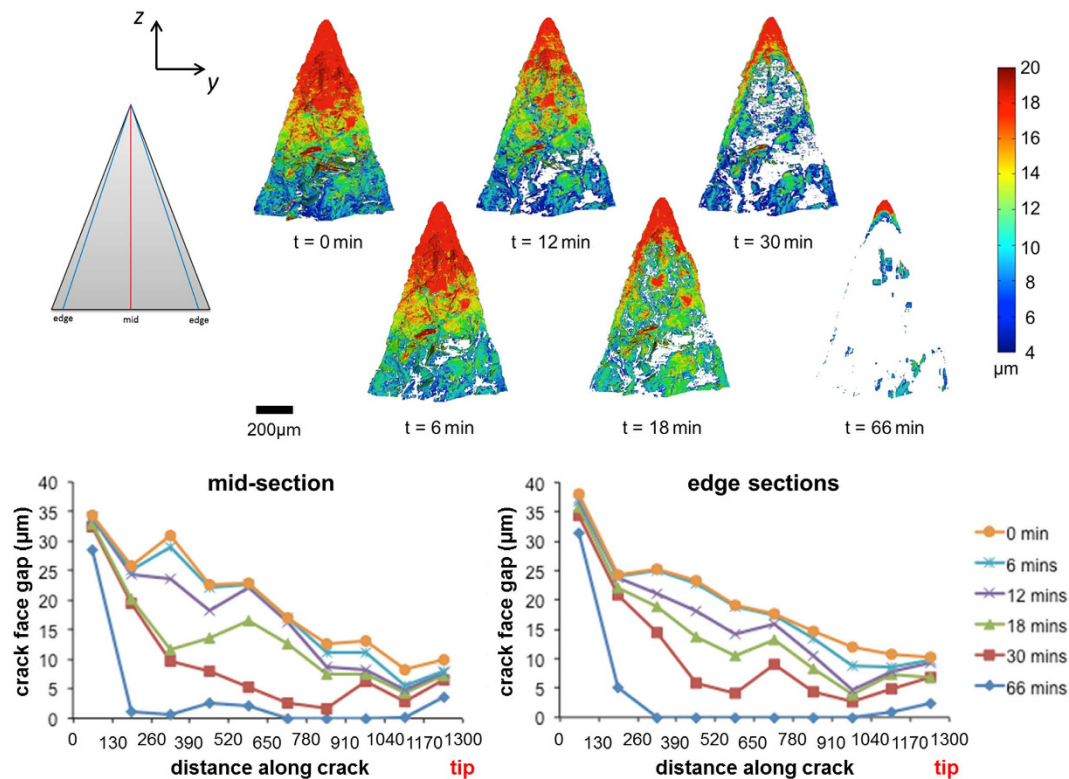 z
y
edge
mid
edge
t = 0 min
t = 12 min
t = 30 min
t = 6 min
t = 18 min
t = 66 min
200μm
20
18
16
14
12
10
8
6
4
μm
mid-section
crack face gap (μm)
40
35
30
25
20
15
10
5
0
0 130 260 390 520 650 780 910 1040 1170 1300
distance along crack
tip
edge sections
crack face gap (μm)
40
35
30
25
20
15
10
5
0
0 130 260 390 520 650 780 910 1040 1170 1300
distance along crack
tip
0 min
6 mins
12 mins
18 mins
30 mins
66 mins